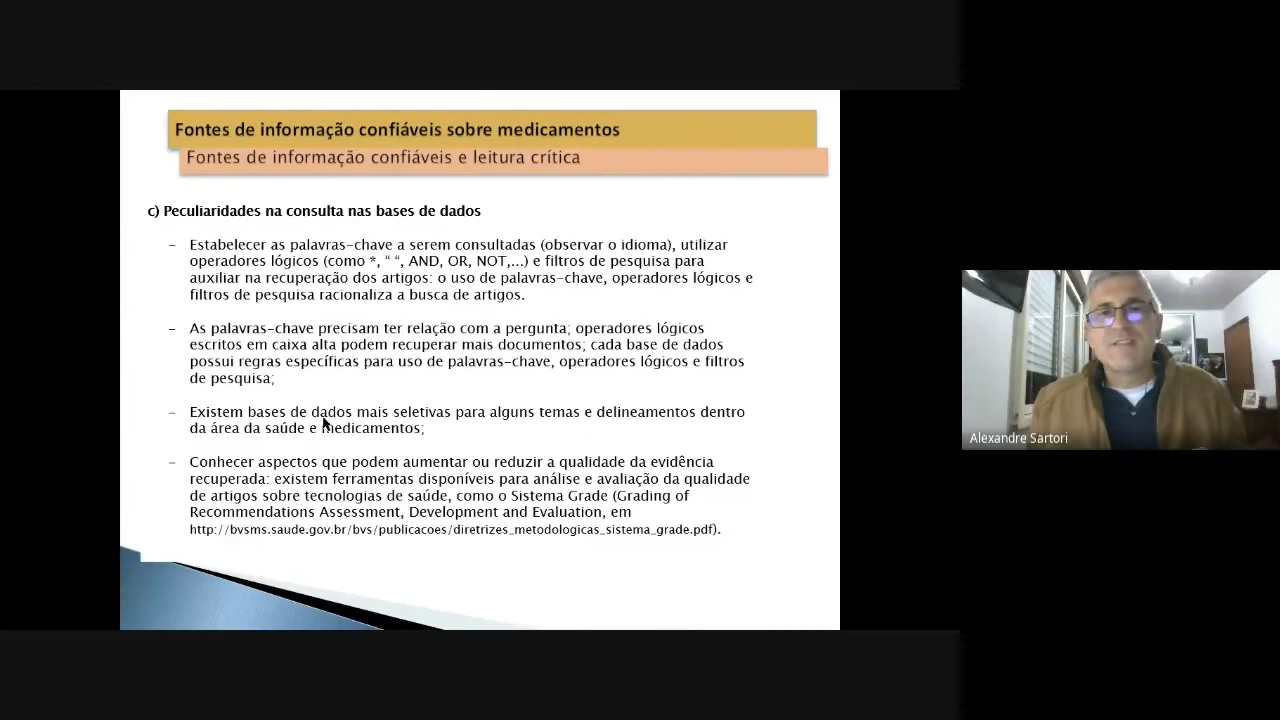 Fontes de informação confiáveis sobre medicamentos
Fontes de informação confiáveis e leitura crítica
c) Peculiaridades na consulta nas bases de dados
– Estabelecer as palavras-chave a serem consultadas (observar o idioma), utilizar
operadores lógicos (como *, “ “, AND, OR, NOT,...) e filtros de pesquisa para
auxiliar na recuperação dos artigos: o uso de palavras-chave, operadores lógicos e
filtros de pesquisa racionaliza a busca de artigos.
– As palavras-chave precisam ter relação com a pergunta; operadores lógicos
escritos em caixa alta podem recuperar mais documentos; cada base de dados
possui regras específicas para uso de palavras-chave, operadores lógicos e filtros
de pesquisa;
– Existem bases de dados mais seletivas para alguns temas e delineamentos dentro
da área da saúde e medicamentos;
– Conhecer aspectos que podem aumentar ou reduzir a qualidade da evidência
recuperada: existem ferramentas disponíveis para análise e avaliação da qualidade
de artigos sobre tecnologias de saúde, como o Sistema Grade (Grading of
Recommendations Assessment, Development and Evaluation, em
http://bvsms.saude.gov.br/bvs/publicacoes/diretrizes_metodologicas_sistema_grade.pdf).
Alexandre Sartori